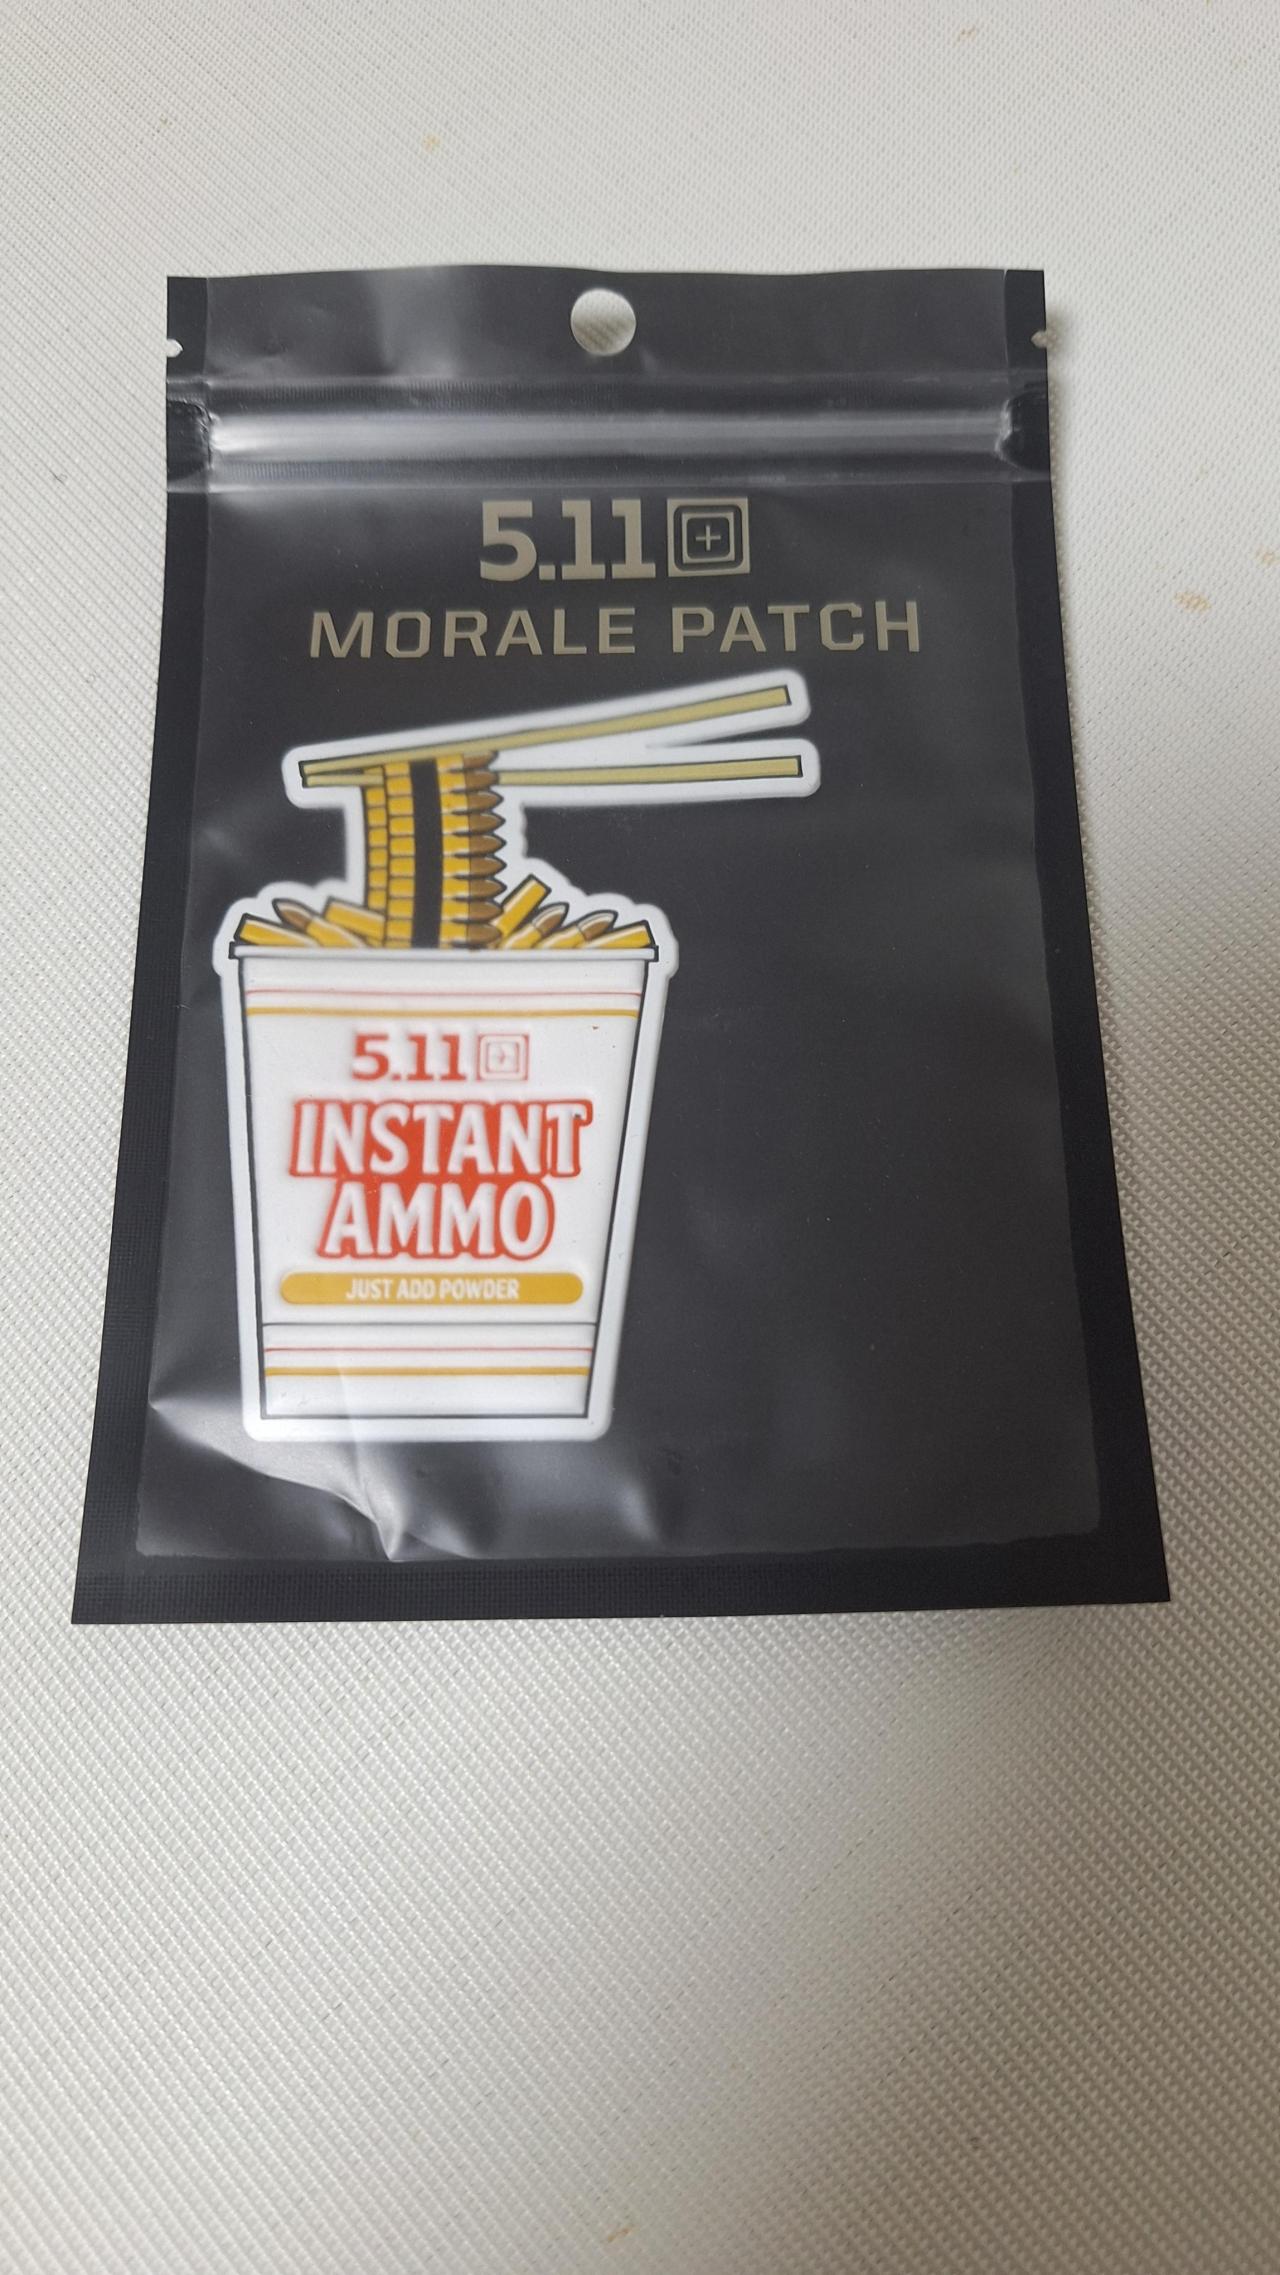 5.11
MORALE PATCH
5.11
INSTANT
AMMO
JUST ADD POWDER